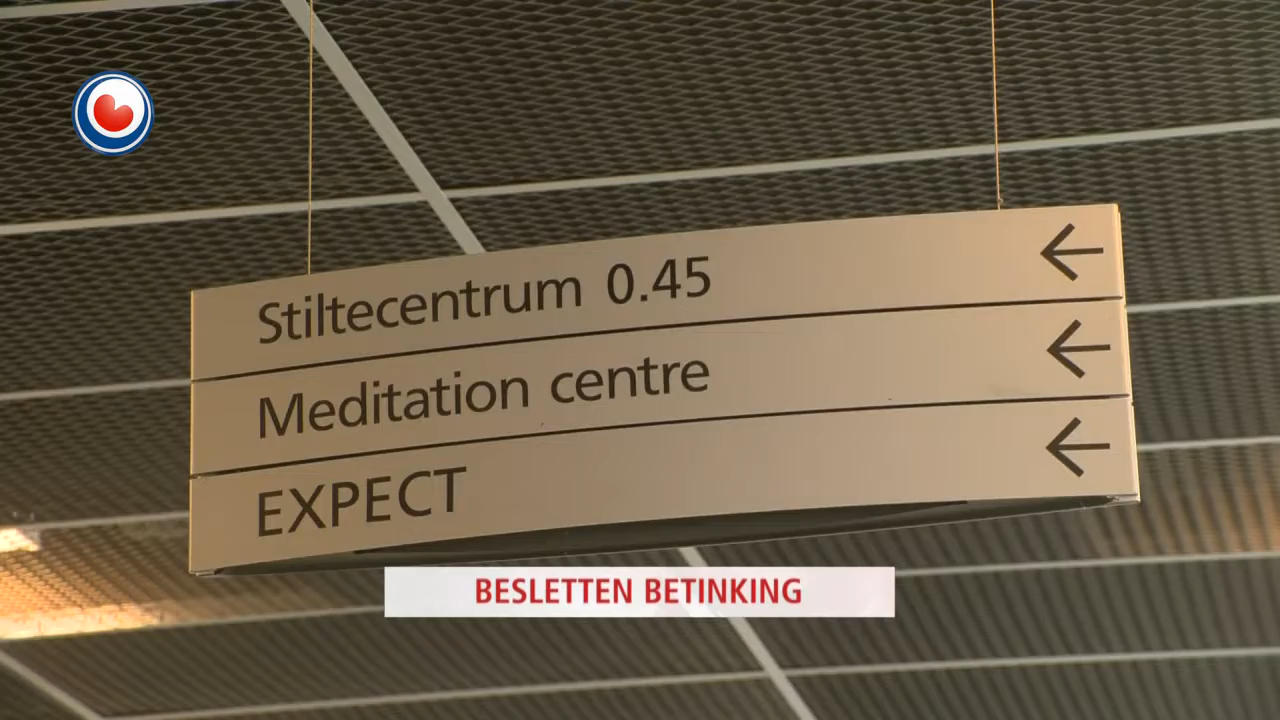 Stiltecentrum 0.45
Meditation centre
EXPECT
BESLETTEN BETINKING